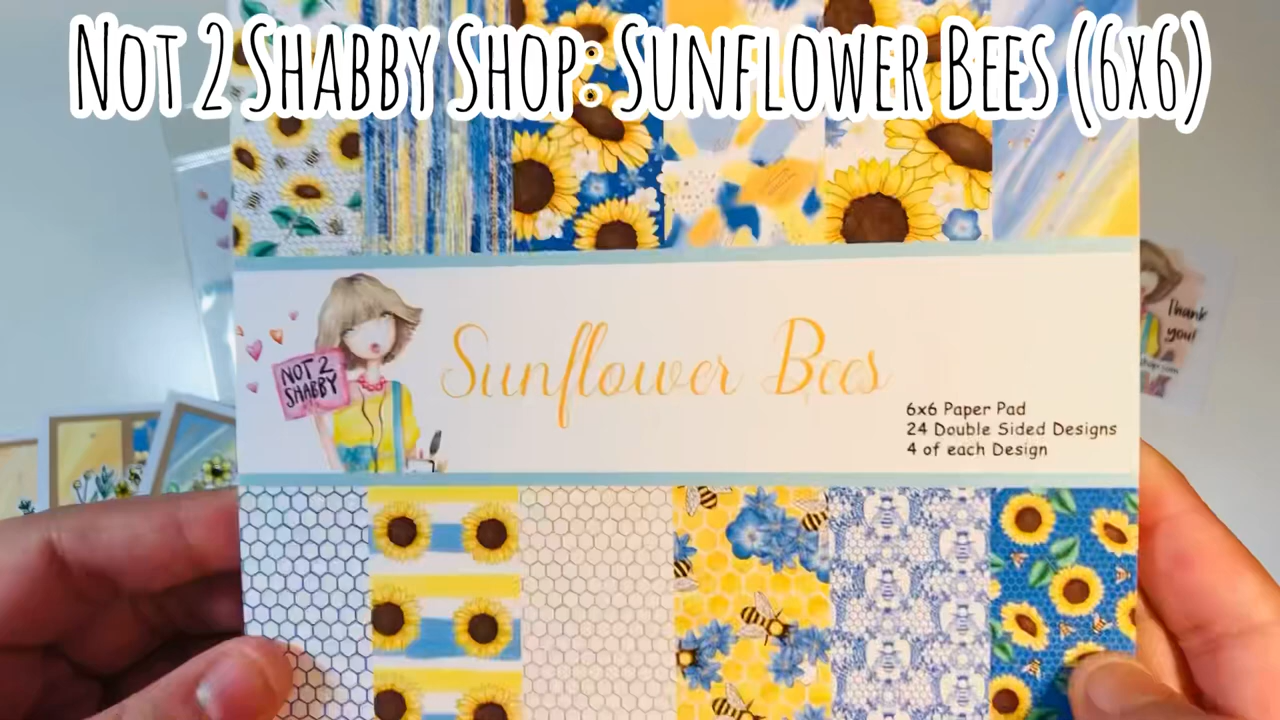 Not 2 Shabby Shop: Sunflower Bees (6x6)
NOT 2
SHABBY
Sunflower Bees
6x6 Paper Pad
24 Double Sided Designs
4 of each Design
Thank
you!